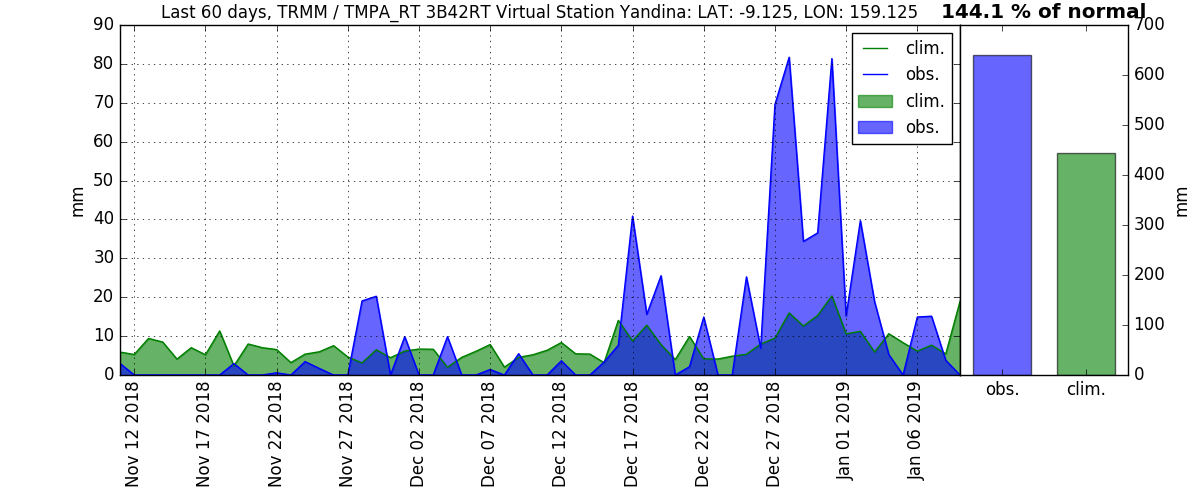 Last 60 days, TRMM / TMPA_RT 3B42RT Virtual Station Yandina: LAT: -9.125, LON: 159.125
144.1 % of normal
90
80
70
60
50
40
30
20
10
0
mm
clim.
obs.
clim.
obs.
700
600
500
400
300
200
100
0
mm
Nov 12 2018
Nov 17 2018
Nov 22 2018
Nov 27 2018
Dec 02 2018
Dec 07 2018
Dec 12 2018
Dec 17 2018
Dec 22 2018
Dec 27 2018
Jan 01 2019
Jan 06 2019
obs.
clim.